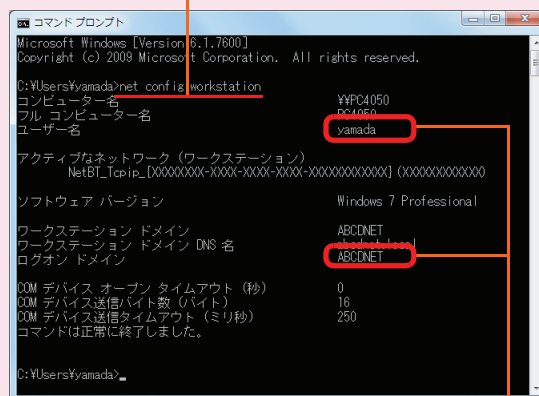 コマンド プロンプト
Microsoft Windows [Version 6.1.7600]
Copyright (c) 2009 Microsoft Corporation. All rights reserved.
C:¥Users¥yamada>net config workstation
コンピューター名 ¥¥PC4050
フル コンピューター名 PC4050
ユーザー名 yamada
アクティブなネットワーク (ワークステーション)
NetBT_Tcpip_[XXXXXXXX-XXXX-XXXX-XXXX-XXXXXXXXXXXX] (XXXXXXXXXXXX)
ソフトウェア バージョン Windows 7 Professional
ワークステーション ドメイン ABCDNET
ワークステーション ドメイン DNS 名 abcdnet.local
ログオン ドメイン ABCDNET
COM デバイス オープン タイムアウト (秒) 0
COM デバイス送信バイト数 (バイト) 16
COM デバイス送信タイムアウト (ミリ秒) 250
コマンドは正常に終了しました。
C:¥Users¥yamada>_